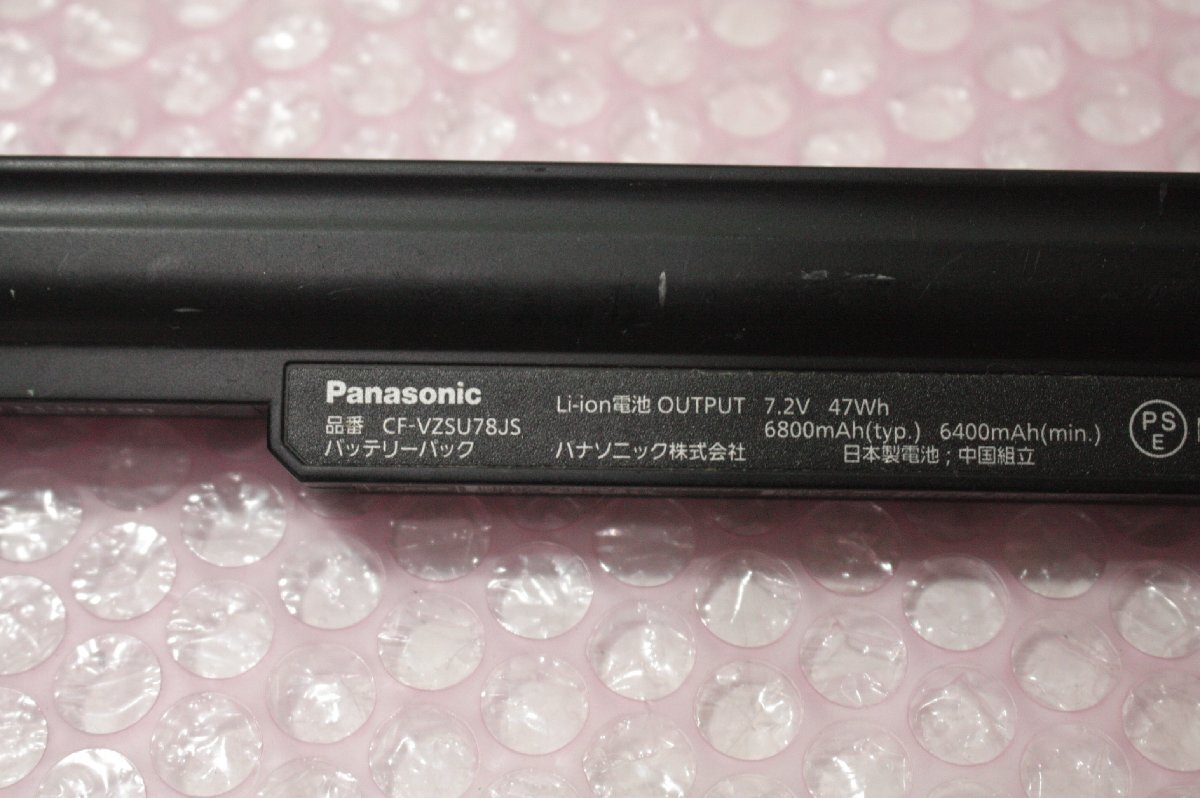 Panasonic
品番 CF-VZSU78JS
バッテリーパック
Li-ion電池 OUTPUT 7.2V 47Wh
6800mAh(typ.) 6400mAh(min.)
パナソニック株式会社 日本製電池;中国組立
PS
E